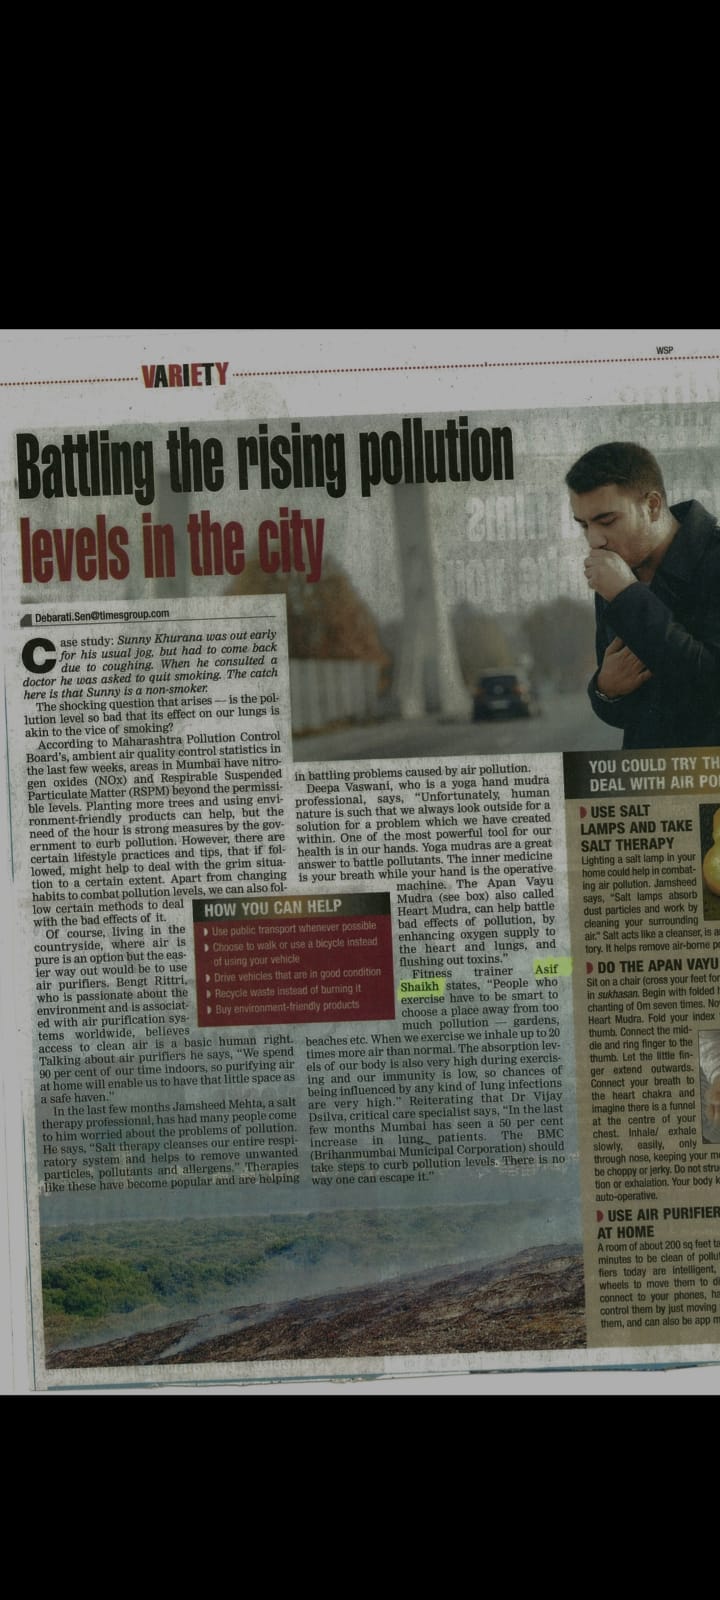 WSP
VARIETY
Battling the rising pollution
levels in the city
Debarati.Sen@timesgroup.com
Case study: Sunny Khurana was out early
for his usual jog, but had to come back
due to coughing. When he consulted a
doctor he was asked to quit smoking. The catch
here is that Sunny is a non-smoker.
The shocking question that arises — is the pol-
lution level so bad that its effect on our lungs is
akin to the vice of smoking?
According to Maharashtra Pollution Control
Board's, ambient air quality control statistics in
the last few weeks, areas in Mumbai have nitro-
gen oxides (NOx) and Respirable Suspended
Particulate Matter (RSPM) beyond the permissi-
ble levels. Planting more trees and using envi-
ronment-friendly products can help, but the
need of the hour is strong measures by the gov-
ernment to curb pollution. However, there are
certain lifestyle practices and tips, that if fol-
lowed, might help to deal with the grim situa-
tion to a certain extent. Apart from changing
habits to combat pollution levels, we can also fol-
low certain methods to deal
with the bad effects of it.
Of course, living in the
countryside, where air is
pure is an option but the eas-
ier way out would be to use
air purifiers. Bengt Rittri,
who is passionate about the
environment and is associat-
ed with air purification sys-
tems worldwide, believes
access to clean air is a basic human right.
Talking about air purifiers he says, "We spend
90 per cent of our time indoors, so purifying air
at home will enable us to have that little space as
a safe haven."
In the last few months Jamsheed Mehta, a salt
therapy professional, has had many people come
to him worried about the problems of pollution.
He says, "Salt therapy cleanses our entire respi-
ratory system and helps to remove unwanted
particles, pollutants and allergens." Therapies
like these have become popular and are helping
HOW YOU CAN HELP
Use public transport whenever possible
Choose to walk or use a bicycle instead
of using your vehicle
Drive vehicles that are in good condition
Recycle waste instead of burning it
Buy environment-friendly products
in battling problems caused by air pollution.
Deepa Vaswani, who is a yoga hand mudra
professional, says, "Unfortunately, human
nature is such that we always look outside for a
solution for a problem which we have created
within. One of the most powerful tool for our
health is in our hands. Yoga mudras are a great
answer to battle pollutants. The inner medicine
is your breath while your hand is the operative
machine. The Apan Vayu
Mudra (see box) also called
Heart Mudra, can help battle
bad effects of pollution, by
enhancing oxygen supply to
the heart and lungs, and
flushing out toxins."
Fitness trainer Asif
Shaikh states, "People who
exercise have to be smart to
choose a place away from too
much pollution — gardens,
beaches etc. When we exercise we inhale up to 20
times more air than normal. The absorption lev-
els of our body is also very high during exercis-
ing and our immunity is low, so chances of
being influenced by any kind of lung infections
are very high." Reiterating that Dr Vijay
Dsilva, critical care specialist says, "In the last
few months Mumbai has seen a 50 per cent
increase in lung patients. The BMC
(Brihanmumbai Municipal Corporation) should
take steps to curb pollution levels. There is no
way one can escape it."
YOU COULD TRY TH
DEAL WITH AIR PO
USE SALT
LAMPS AND TAKE
SALT THERAPY
Lighting a salt lamp in your
home could help in combat-
ing air pollution. Jamsheed
says, "Salt lamps absorb
dust particles and work by
cleaning your surrounding
air." Salt acts like a cleanser, is a
tory. It helps remove air-borne p
DO THE APAN VAYU
Sit on a chair (cross your feet for
in sukhasan. Begin with folded h
chanting of Om seven times. No
Heart Mudra. Fold your index
thumb. Connect the mid-
die and ring finger to the
thumb. Let the little fin-
ger extend outwards.
Connect your breath to
the heart chakra and
imagine there is a funnel
at the centre of your
chest. Inhale/ exhale
slowly, easily, only
through nose, keeping your m
be choppy or jerky. Do not stru
tion or exhalation. Your body k
auto-operative.
USE AIR PURIFIER
AT HOME
A room of about 200 sq feet ta
minutes to be clean of pollu
fiers today are intelligent,
wheels to move them to di
connect to your phones, ha
control them by just moving
them, and can also be app m